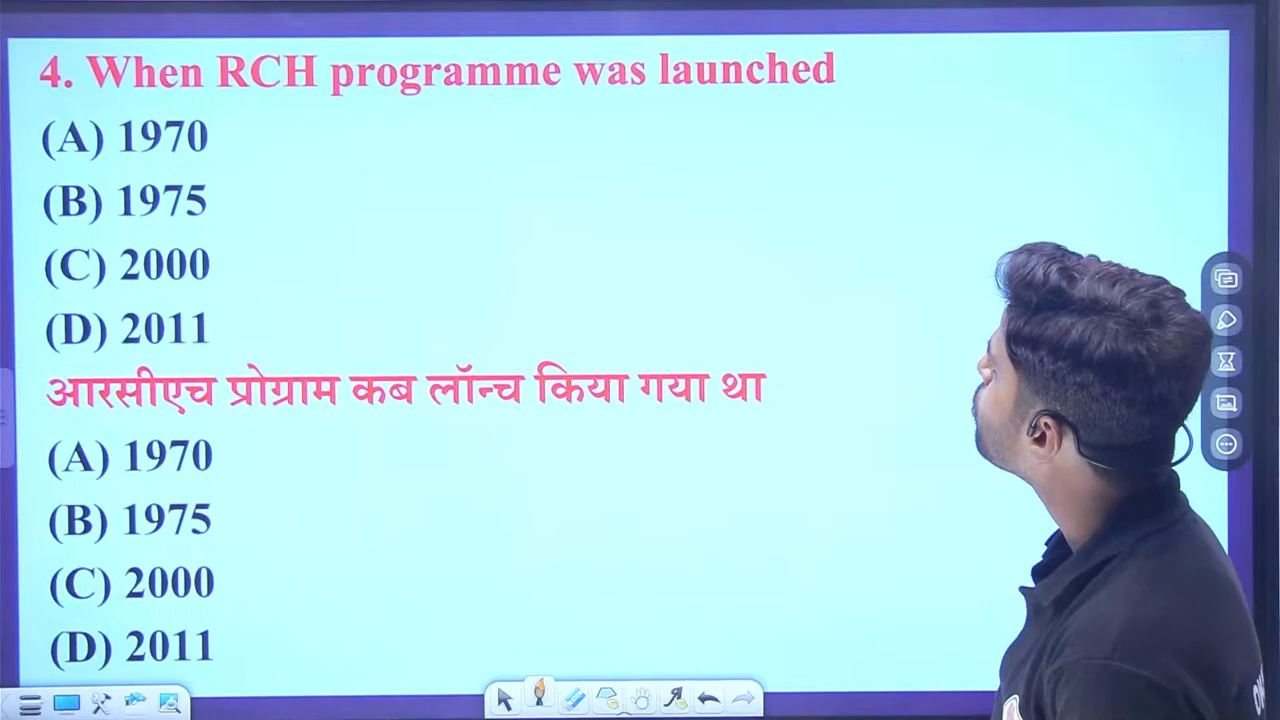 4. When RCH programme was launched
(A) 1970
(B) 1975
(C) 2000
(D) 2011
आरसीएच प्रोग्राम कब लॉन्च किया गया था
(A) 1970
(B) 1975
(C) 2000
(D) 2011